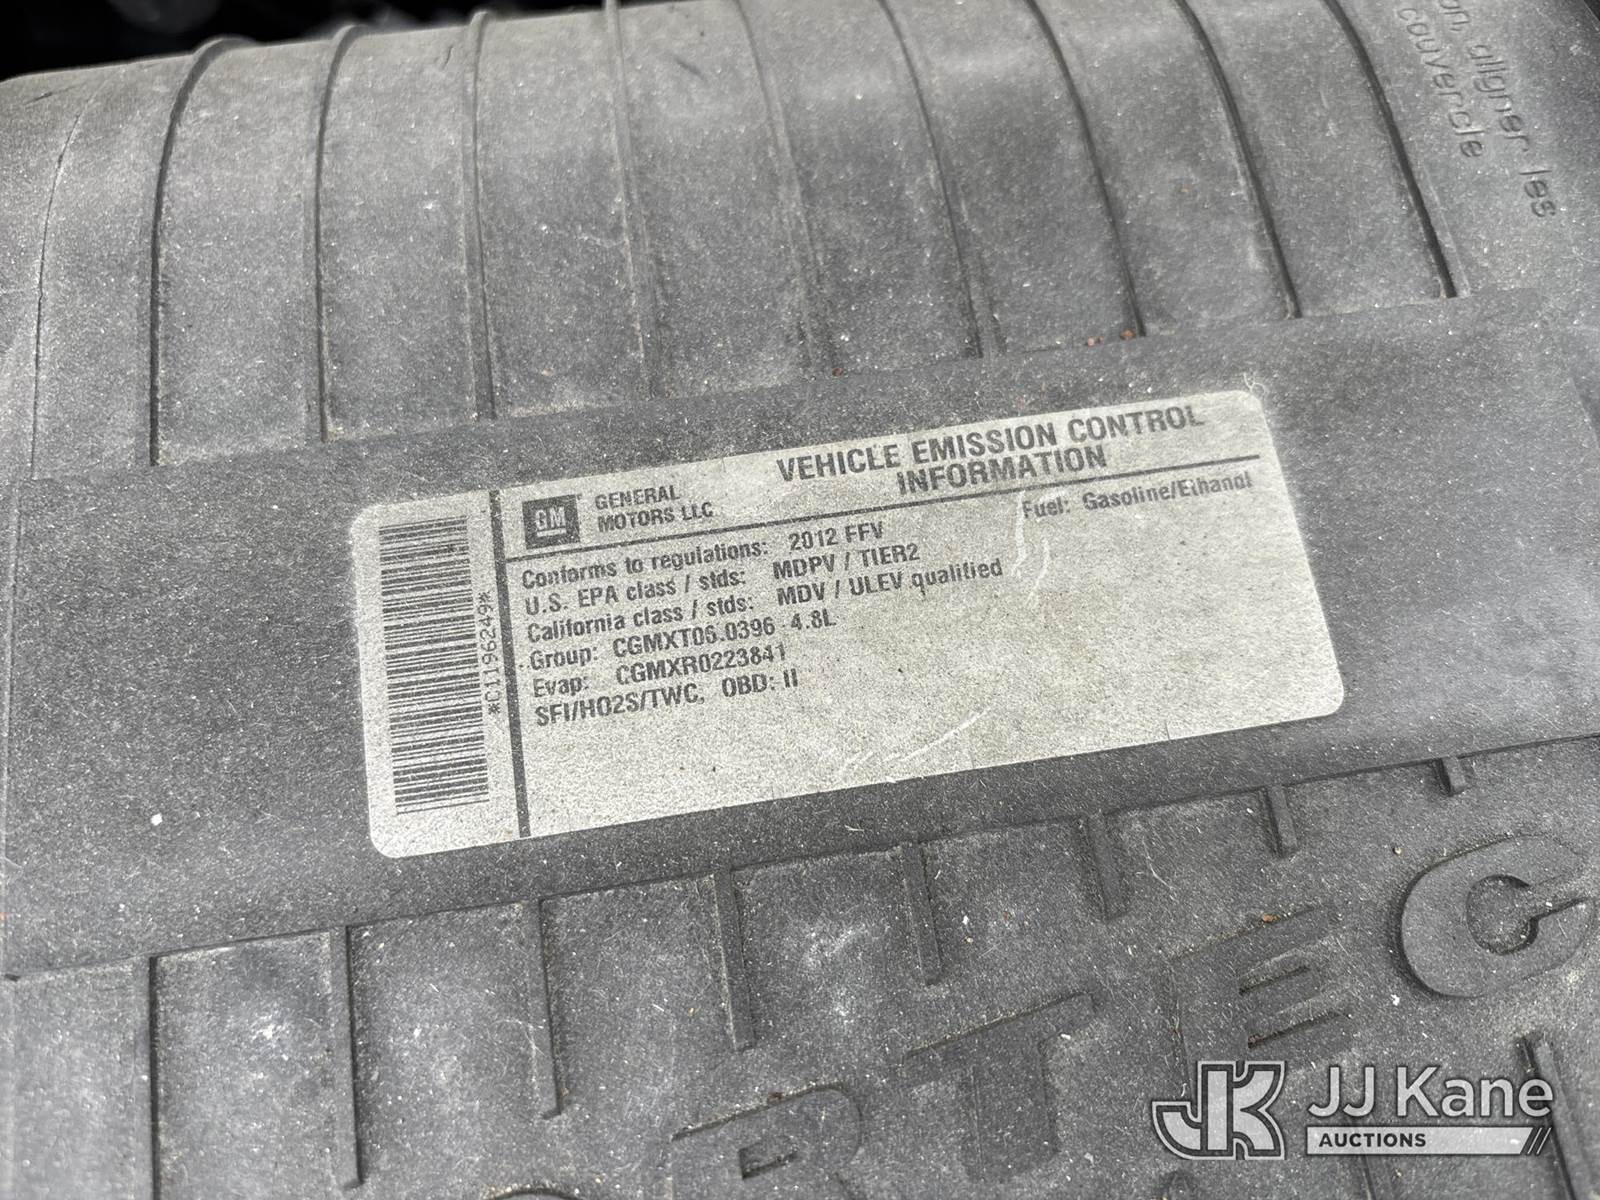 on, aligner les
couvercle
VEHICLE EMISSION CONTROL
INFORMATION
GM
GENERAL
MOTORS LLC
Fuel: Gasoline/Ethanol
Conforms to regulations: 2012 FFV
U.S. EPA class / stds: MDPV / TIER2
California class / stds: MDV / ULEV qualified
Group: CGMXT06.0396 4.8L
Evap: CGMXR0223841
SFI/HO2S/TWC, OBD: II
*C1196249*
ORTEC
JK
JJ Kane
AUCTIONS